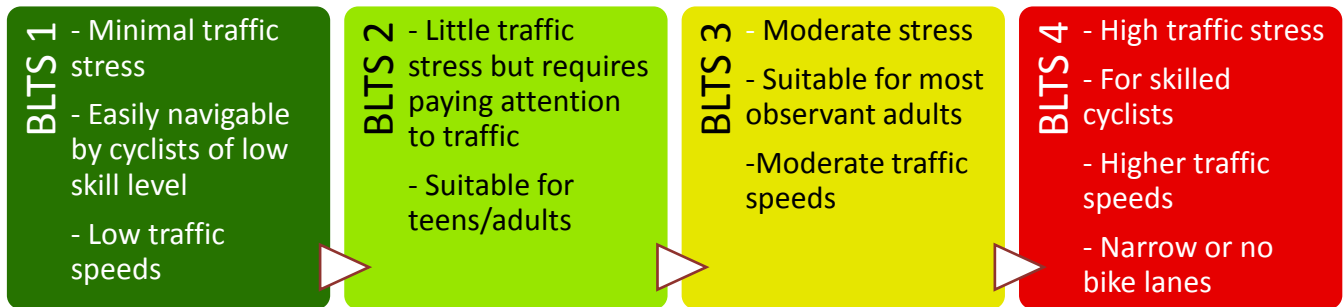 BLTS 1
- Minimal traffic
stress
- Easily navigable
by cyclists of low
skill level
- Low traffic
speeds
BLTS 2
- Little traffic
stress but requires
paying attention
to traffic
- Suitable for
teens/adults
BLTS 3
- Moderate stress
- Suitable for most
observant adults
-Moderate traffic
speeds
BLTS 4
- High traffic stress
- For skilled
cyclists
- Higher traffic
speeds
- Narrow or no
bike lanes